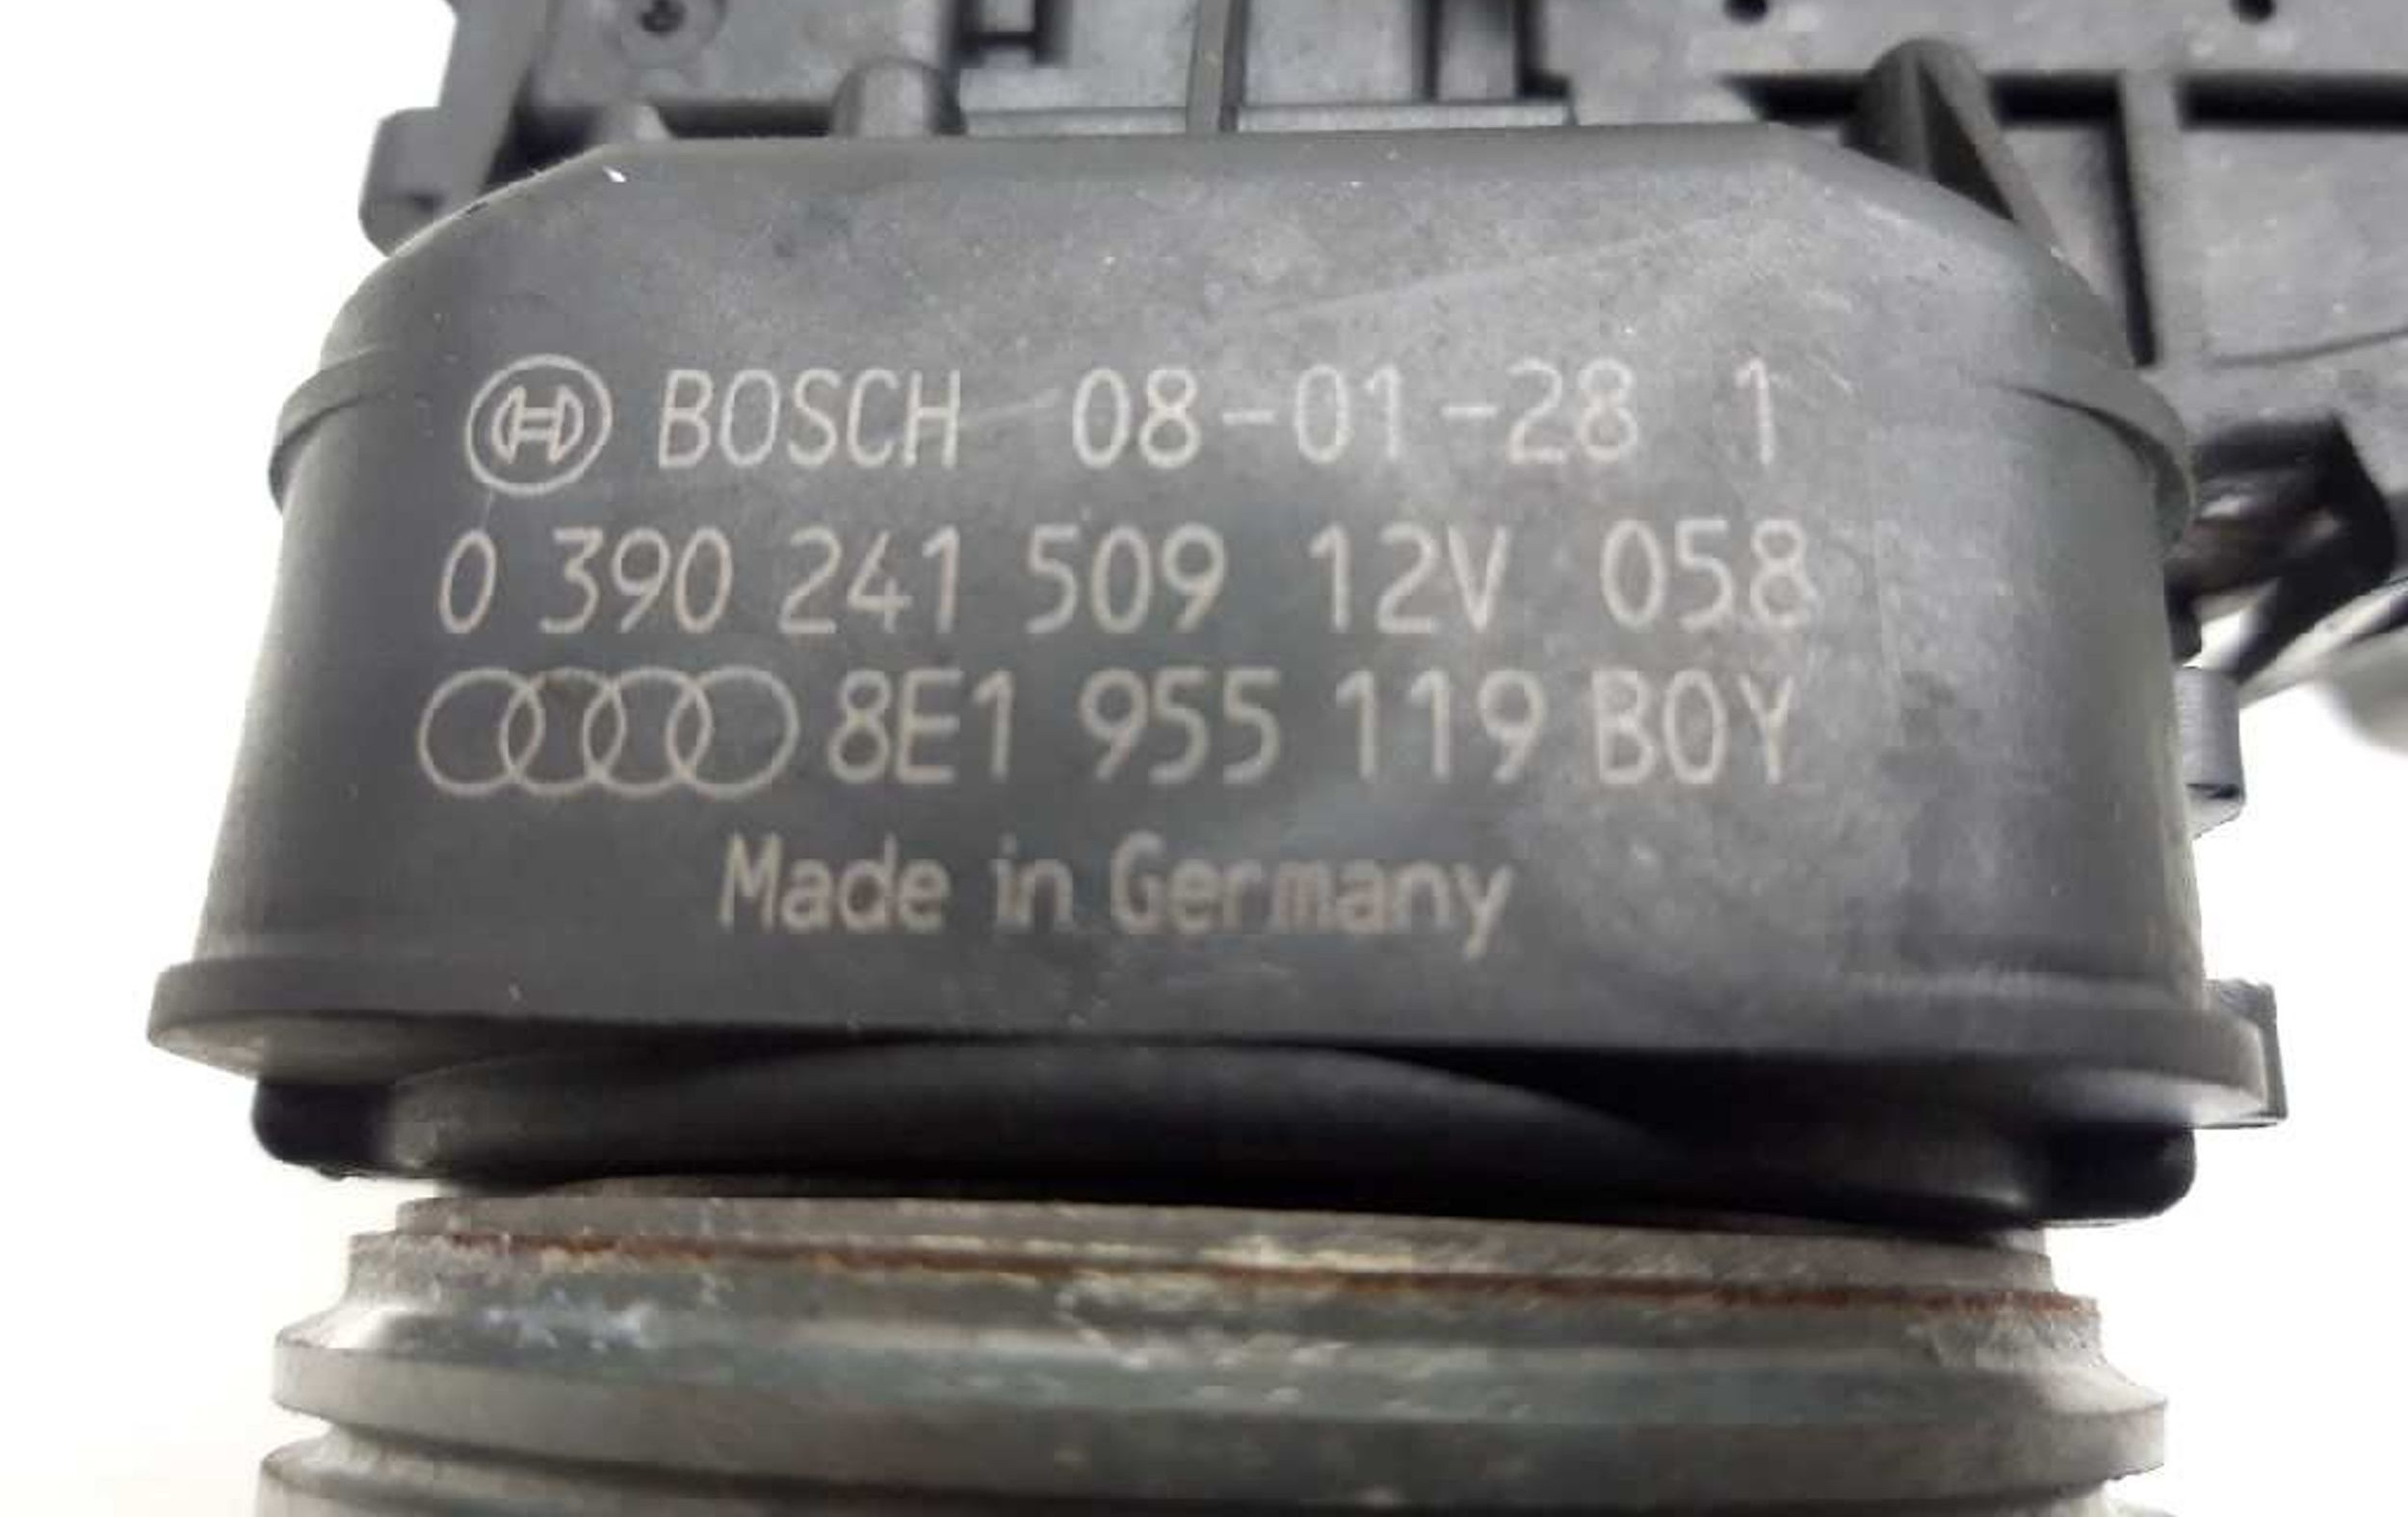 BOSCH 08-01-28 1
0 390 241 509 12V 058
8E1 955 119 B0Y
Made in Germany